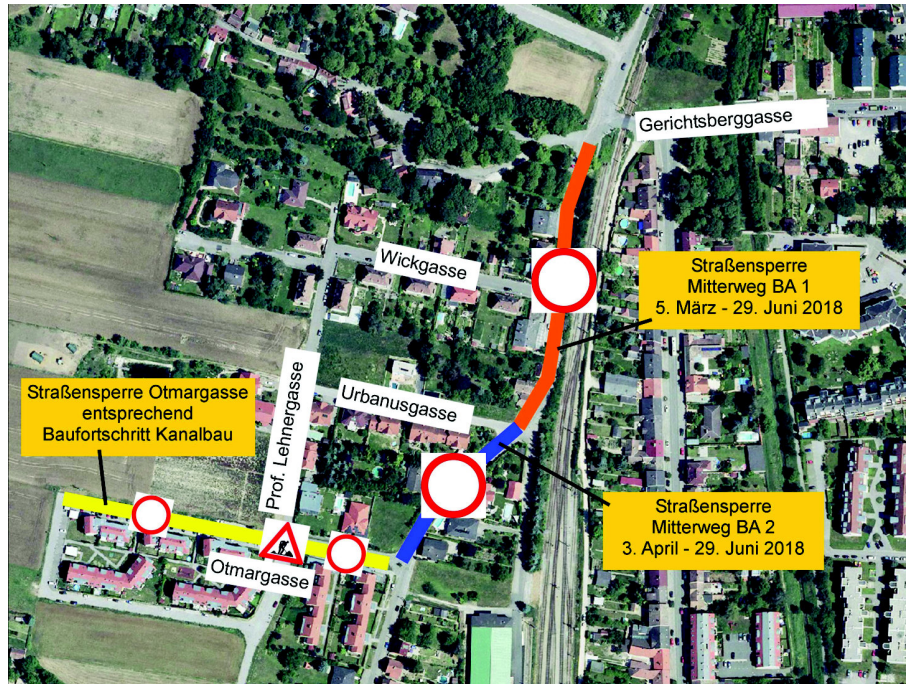 Gerichtsberggasse
Wickgasse
Straßensperre
Mitterweg BA 1
5. März - 29. Juni 2018
Straßensperre Otmargasse
entsprechend
Baufortschritt Kanalbau
Prof. Lehnergasse
Urbanusgasse
Straßensperre
Mitterweg BA 2
3. April - 29. Juni 2018
Otmargasse